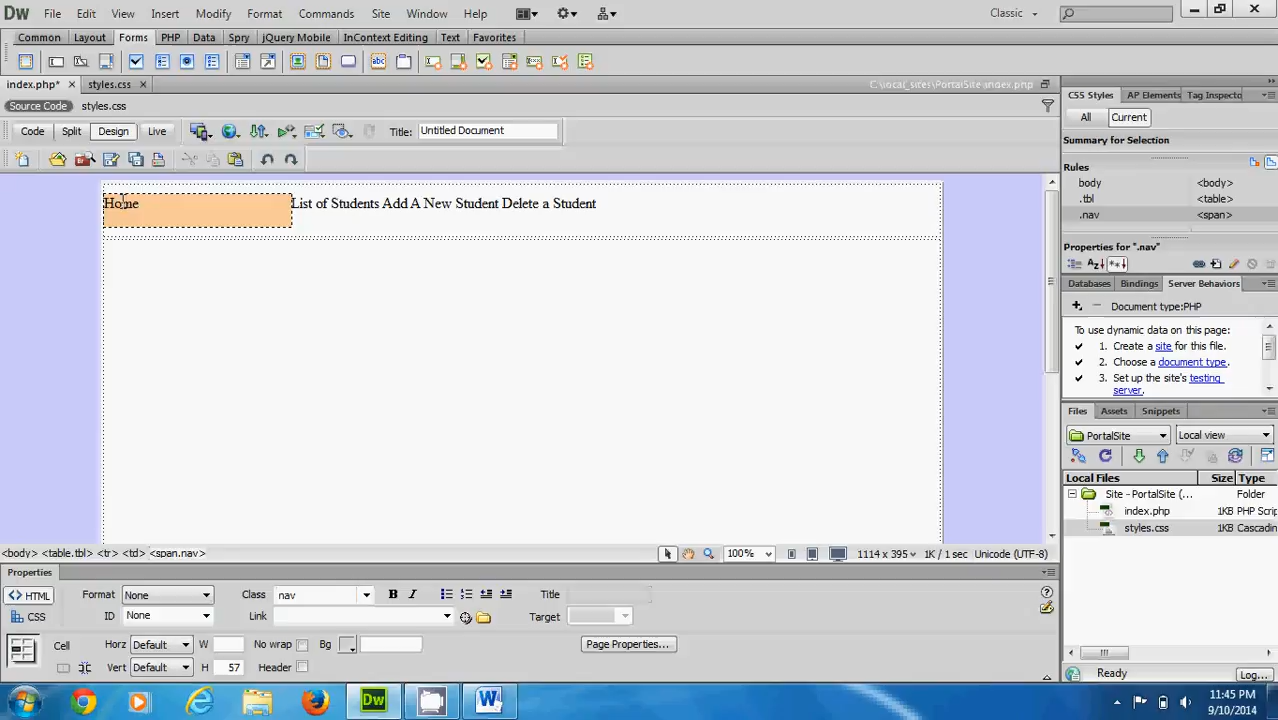 Dw File Edit View Insert Modify Format Commands Site Window Help Classic
Common Layout Forms PHP Data Spry jQuery Mobile InContext Editing Text Favorites
index.php* styles.css C:\local_sites\PortalSite\index.php
Source Code styles.css
Code Split Design Live Title: Untitled Document
Home List of Students Add A New Student Delete a Student
<body> <table.tbl> <tr> <td> <span.nav> 100% 1114 x 395 1K / 1 sec Unicode (UTF-8)
Properties
HTML Format None Class nav B I Title
CSS ID None Link Target
Cell Horz Default W No wrap Bg Page Properties...
Vert Default H 57 Header
CSS Styles AP Elements Tag Inspecto
All Current
Summary for Selection
Rules
body <body>
.tbl <table>
.nav <span>
Properties for ".nav"
Databases Bindings Server Behaviors
Document type:PHP
To use dynamic data on this page:
1. Create a site for this file.
2. Choose a document type.
3. Set up the site's testing
server.
Files Assets Snippets
PortalSite Local view
Local Files Size Type
Site - PortalSite (... Folder
index.php 1KB PHP Scrip
styles.css 1KB Cascadin
Ready Log...
Dw W
11:45 PM
9/10/2014